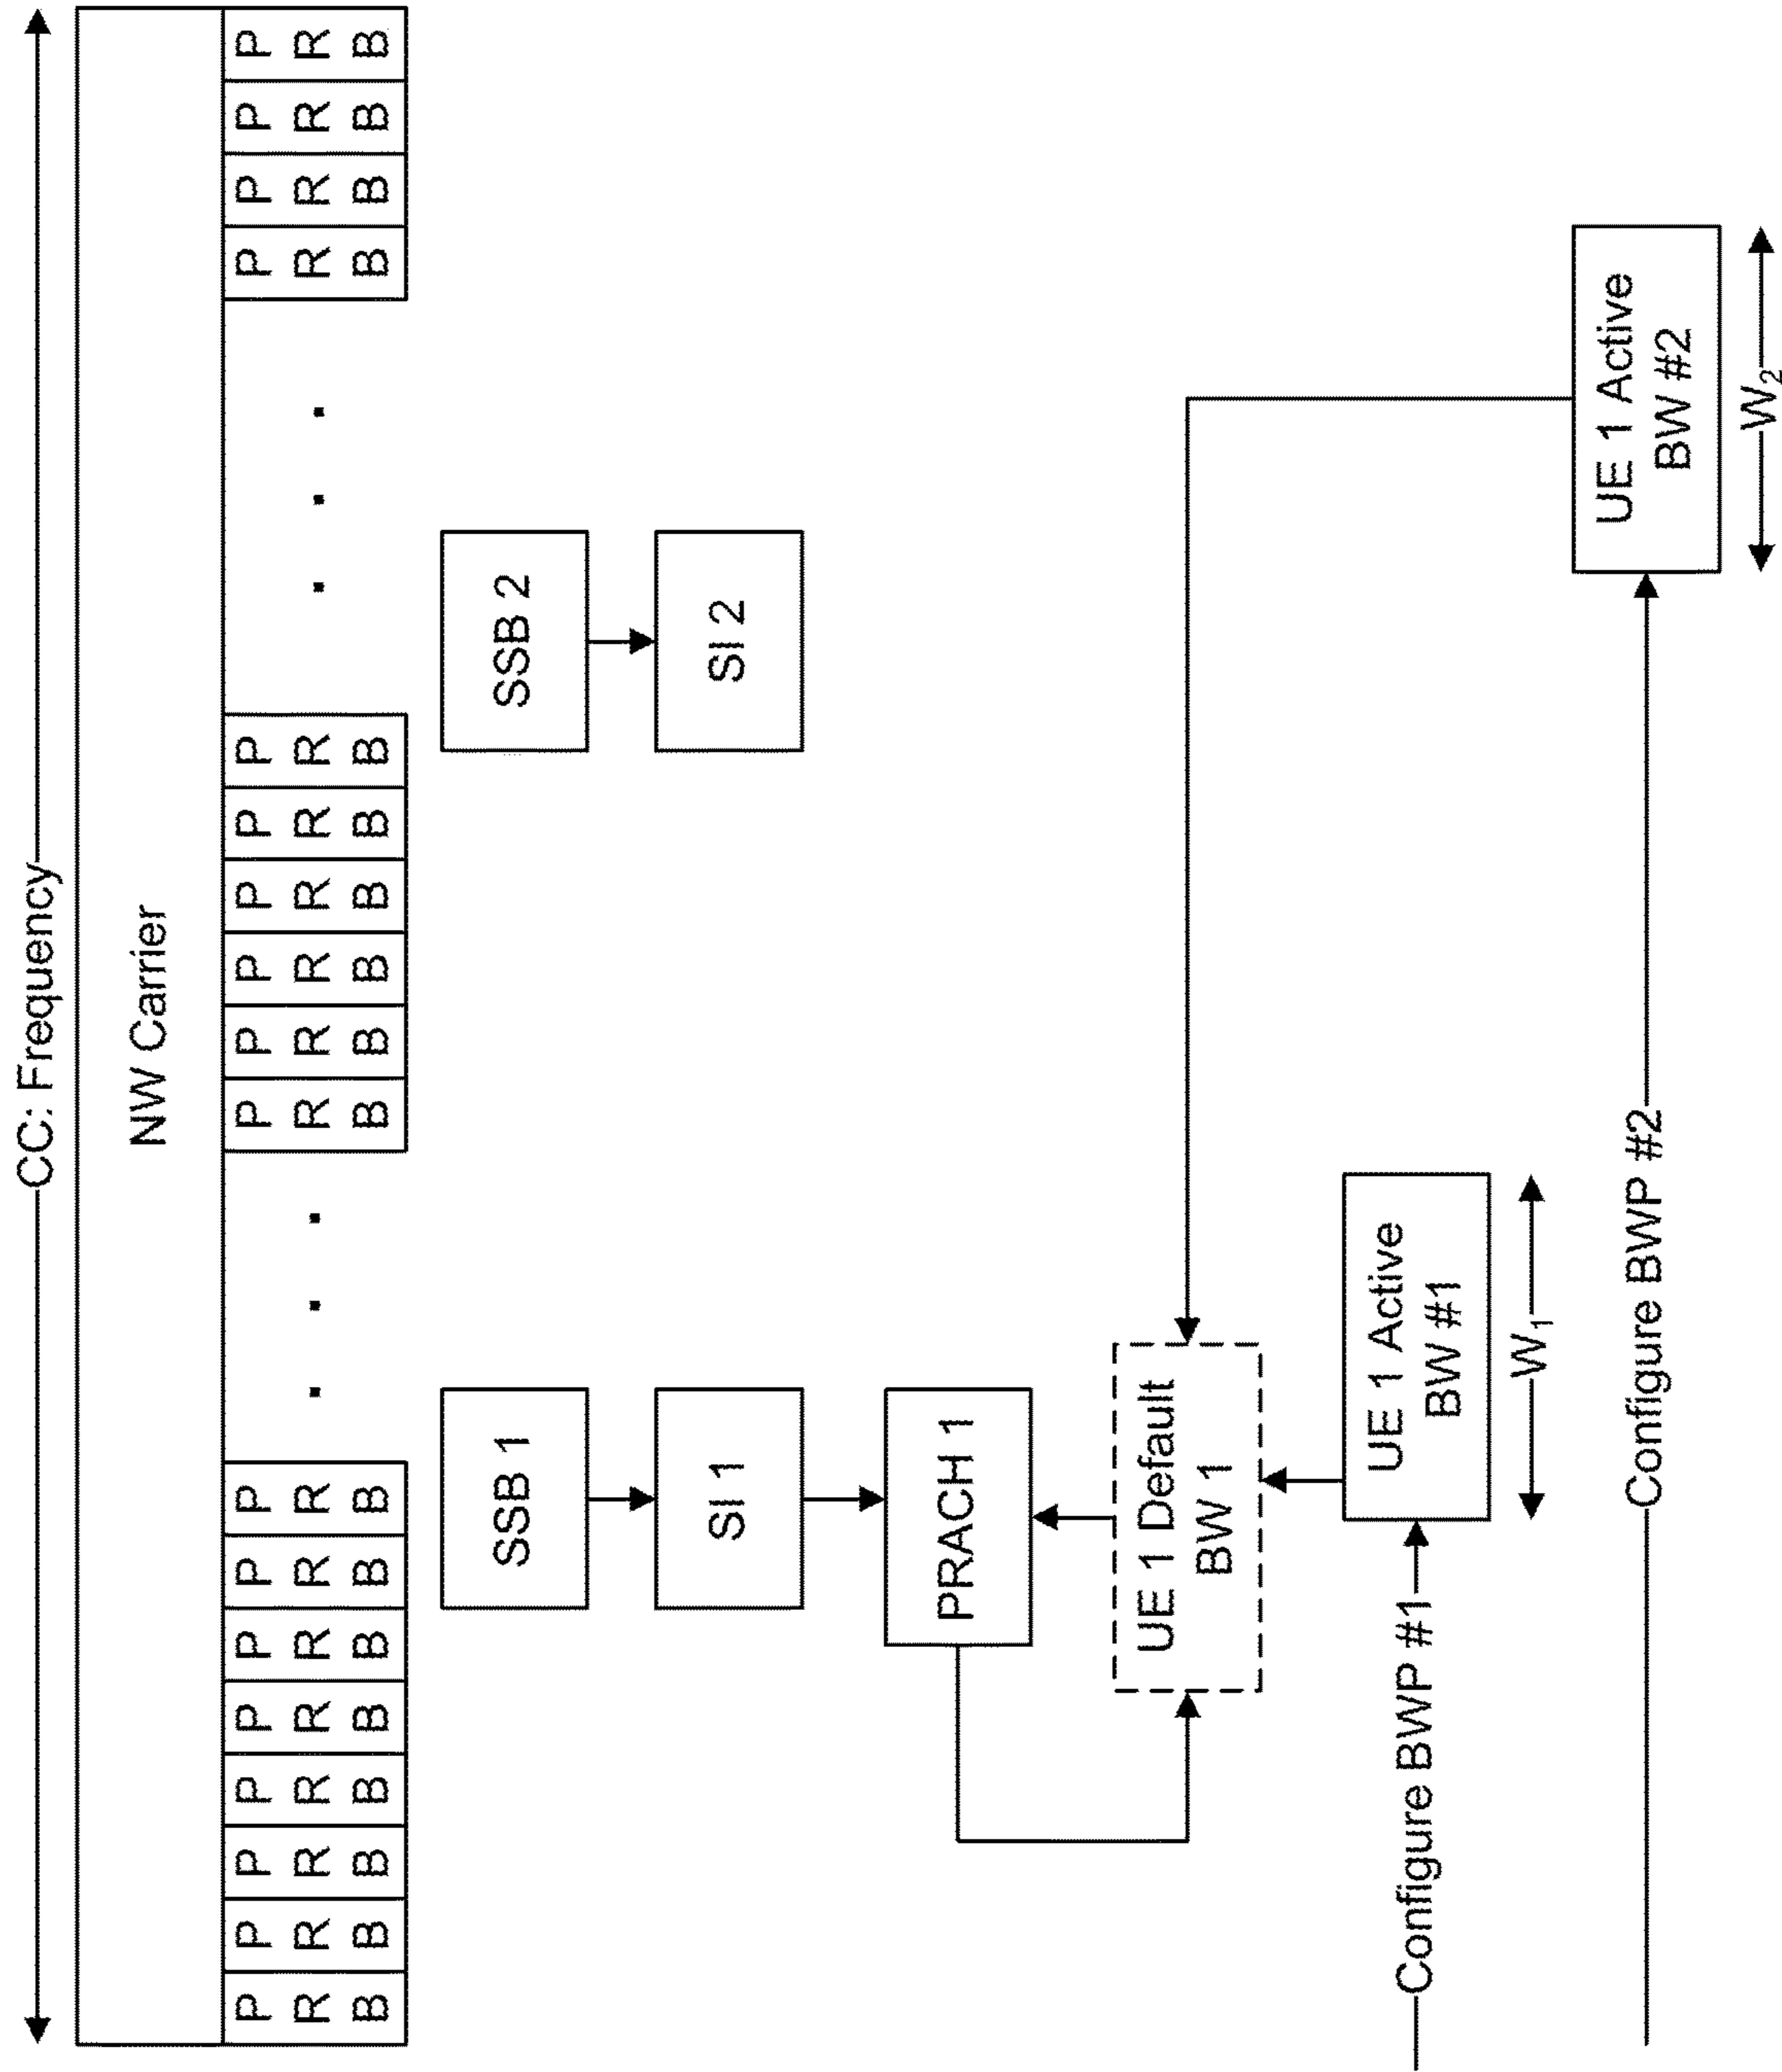 CC: Frequency
NW Carrier
P R B
P R B
P R B
P R B
P R B
P R B
P R B
P R B
. . .
P R B
P R B
P R B
P R B
P R B
P R B
. . .
P R B
P R B
P R B
P R B
SSB 1
SSB 2
SI 1
SI 2
PRACH 1
UE 1 Default
BW 1
Configure BWP #1
UE 1 Active
BW #1
W₁
Configure BWP #2
UE 1 Active
BW #2
W₂